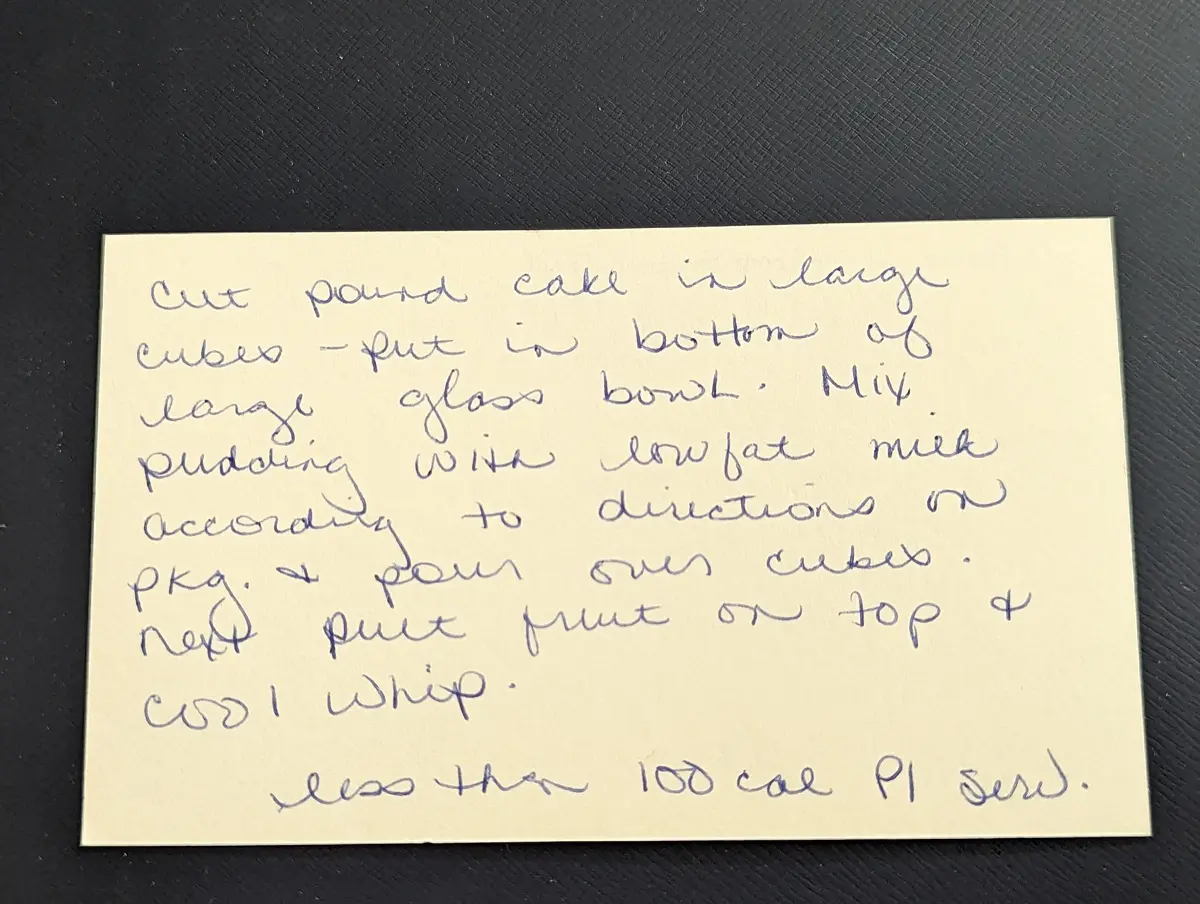 Cut pound cake in large
cubes - put in bottom of
large glass bowl. Mix
pudding with lowfat milk
according to directions on
pkg. & pour over cubes.
Next put fruit on top &
cool whip.
less than 100 cal P/ serv.